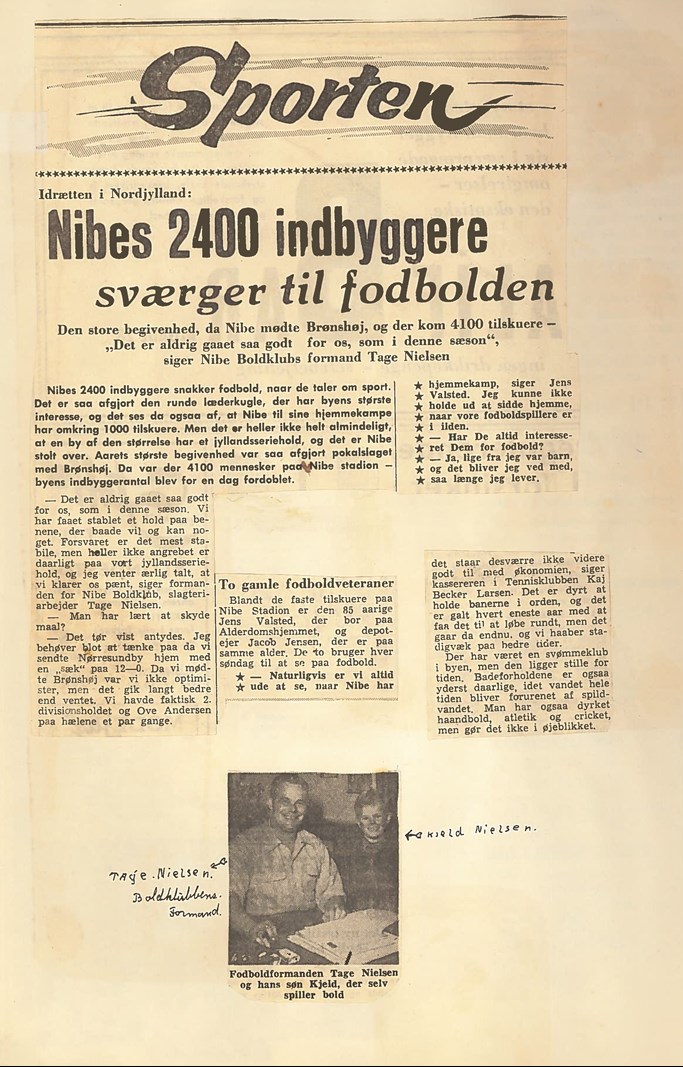 Sporten
Idrætten i Nordjylland:
Nibes 2400 indbyggere
sværger til fodbolden
Den store begivenhed, da Nibe mødte Brønshøj, og der kom 4100 tilskuere —
„Det er aldrig gaaet saa godt for os, som i denne sæson“,
siger Nibe Boldklubs formand Tage Nielsen
Nibes 2400 indbyggere snakker fodbold, naar de taler om sport.
Det er saa afgjort den runde læderkugle, der har byens største
interesse, og det ses da ogsaa af, at Nibe til sine hjemmekampe
har omkring 1000 tilskuere. Men det er heller ikke helt almindeligt,
at en by af den størrelse har et jyllandsseriehold, og det er Nibe
stolt over. Aarets største begivenhed var saa afgjort pokalslaget
med Brønshøj. Da var der 4100 mennesker paa Nibe stadion —
byens indbyggerantal blev for en dag fordoblet.
— Det er aldrig gaaet saa godt
for os, som i denne sæson. Vi
har faaet stablet et hold paa be-
nene, der baade vil og kan no-
get. Forsvaret er det mest sta-
bile, men heller ikke angrebet er
daarligt paa vort jyllandsserie-
hold, og jeg venter ærlig talt, at
vi klarer os pænt, siger forman-
den for Nibe Boldklub, slagteri-
arbejder Tage Nielsen.
— Man har lært at skyde
maal?
— Det tør vist antydes. Jeg
behøver blot at tænke paa da vi
sendte Nørresundby hjem med
en „sæk“ paa 12—0. Da vi mød-
te Brønshøj var vi ikke optimi-
ster, men det gik langt bedre
end ventet. Vi havde faktisk 2.
divisionsholdet og Ove Andersen
paa hælene et par gange.
To gamle fodboldveteraner
Blandt de faste tilskuere paa
Nibe Stadion er den 85 aarige
Jens Valsted, der bor paa
Alderdomshjemmet, og depot-
ejer Jacob Jensen, der er paa
samme alder. De to bruger hver
søndag til at se paa fodbold.
★ — Naturligvis er vi altid
★ ude at se, naar Nibe har
★ hjemmekamp, siger Jens
★ Valsted. Jeg kunne ikke
★ holde ud at sidde hjemme,
★ naar vore fodboldspillere er
★ i ilden.
★ — Har De altid interesse-
★ ret Dem for fodbold?
★ — Ja, lige fra jeg var barn,
★ og det bliver jeg ved med,
★ saa længe jeg lever.
det staar desværre ikke videre
godt til med økonomien, siger
kassereren i Tennisklubben Kaj
Becker Larsen. Det er dyrt at
holde banerne i orden, og det
er galt hvert eneste aar med at
faa det til at løbe rundt, men det
gaar da endnu, og vi haaber sta-
digvæk paa bedre tider.
Der har været en svømmeklub
i byen, men den ligger stille for
tiden. Badeforholdene er ogsaa
yderst daarlige, idet vandet hele
tiden bliver forurenet af spild-
vandet. Man har ogsaa dyrket
haandbold, atletik og cricket,
men gør det ikke i øjeblikket.
Kjeld Nielsen.
Tage. Nielsen.
Boldklubbens.
Formand.
Fodboldformanden Tage Nielsen
og hans søn Kjeld, der selv
spiller bold